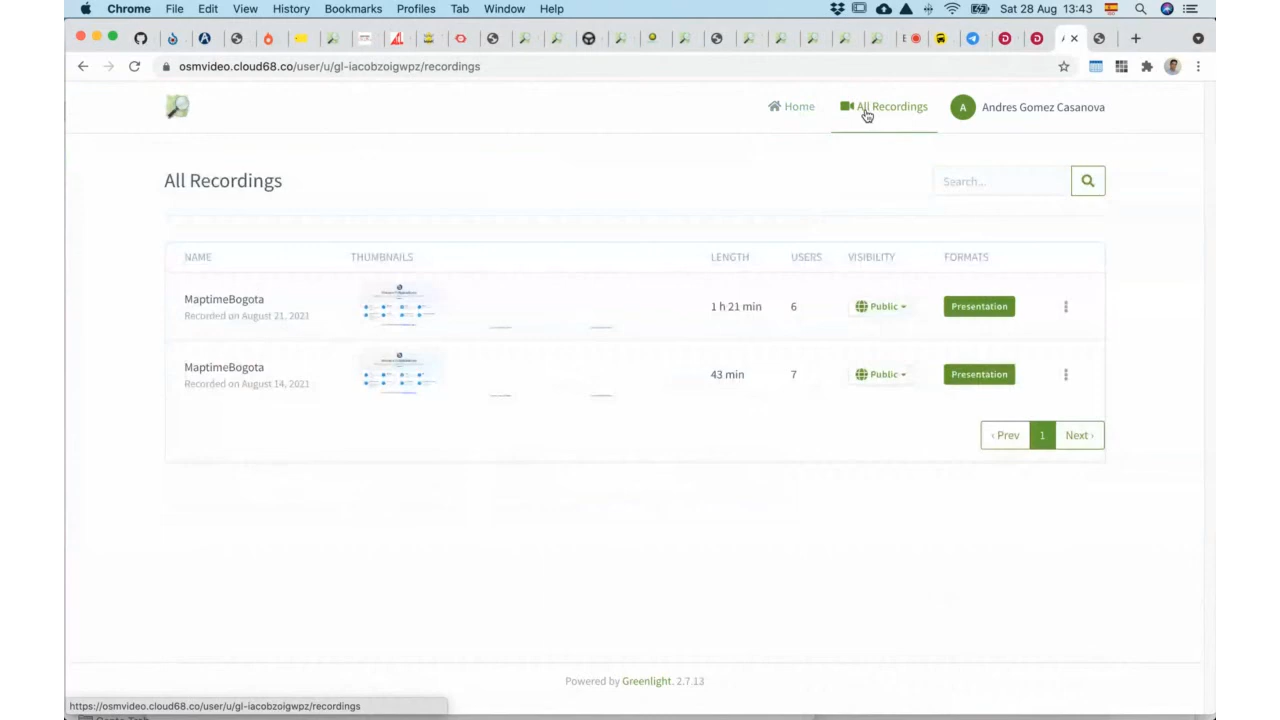 Chrome File Edit View History Bookmarks Profiles Tab Window Help Sat 28 Aug 13:43
osmvideo.cloud68.co/user/u/gl-iacobzoigwpz/recordings
Home All Recordings A Andres Gomez Casanova
All Recordings Search...
NAME THUMBNAILS LENGTH USERS VISIBILITY FORMATS
MaptimeBogota
Recorded on August 21, 2021
1 h 21 min 6 Public Presentation
MaptimeBogota
Recorded on August 14, 2021
43 min 7 Public Presentation
‹ Prev 1 Next ›
Powered by Greenlight. 2.7.13
https://osmvideo.cloud68.co/user/u/gl-iacobzoigwpz/recordings